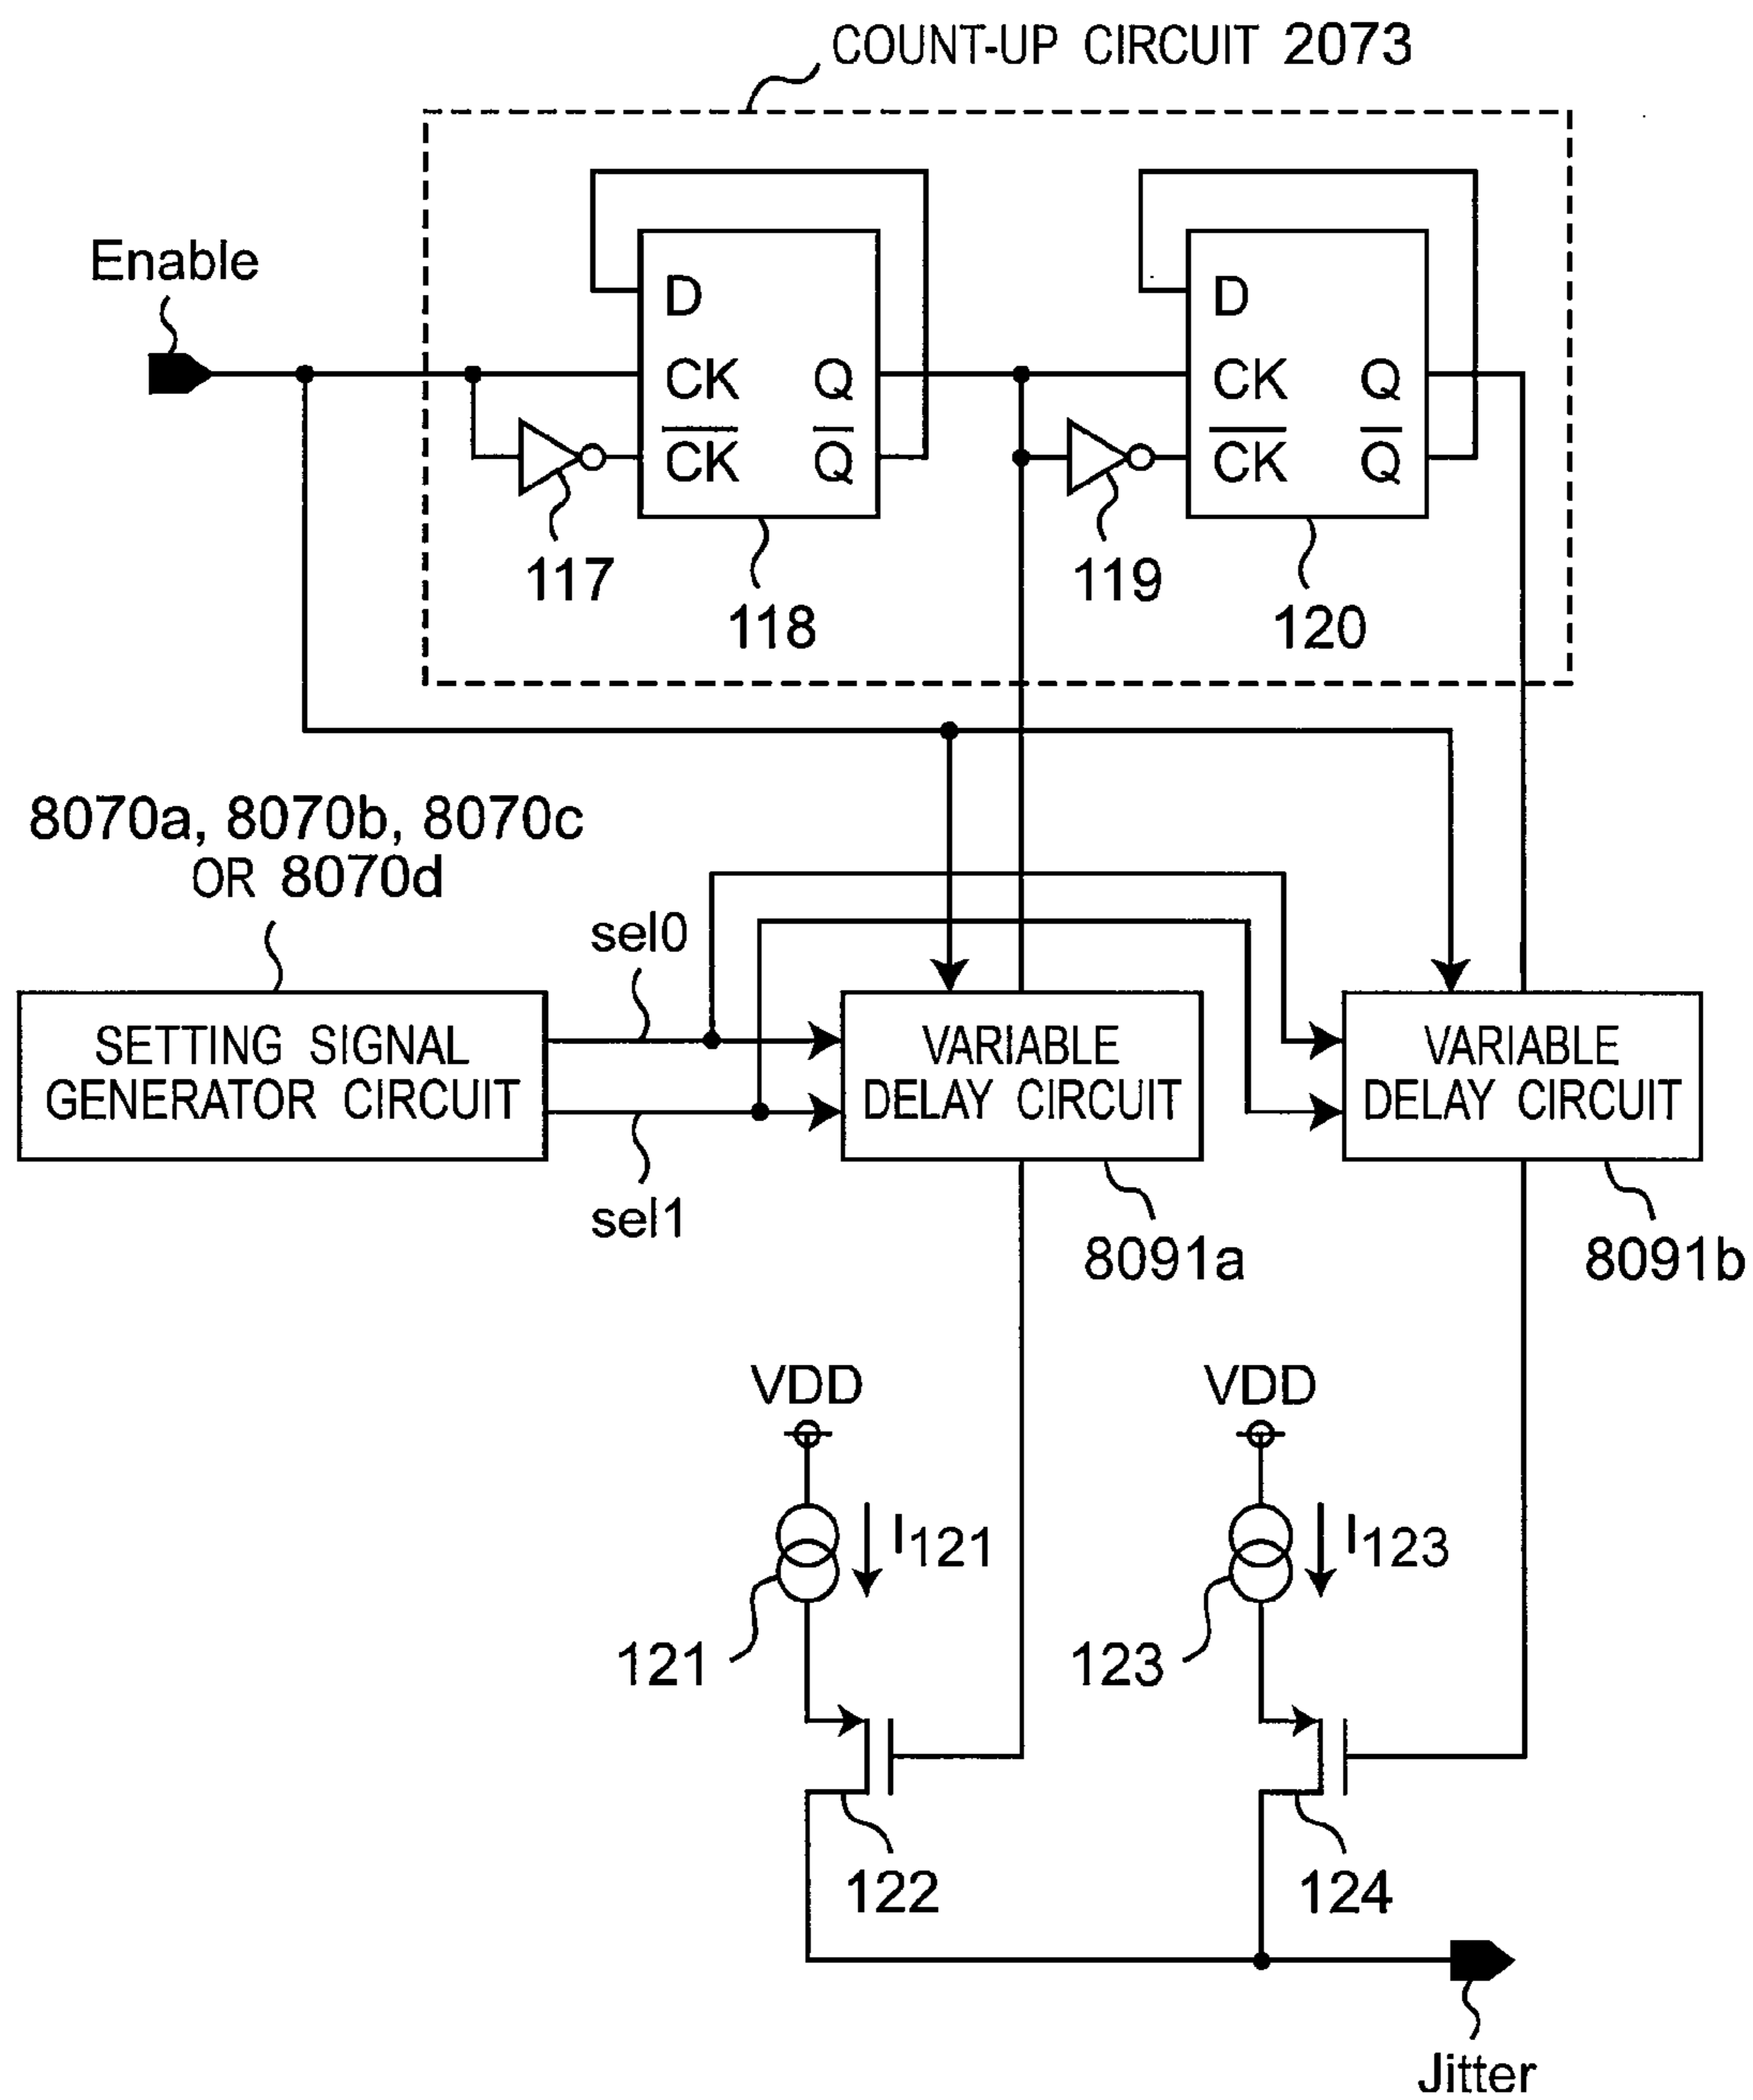 COUNT-UP CIRCUIT 2073
Enable
D
CK
CK
Q
Q
D
CK
CK
Q
Q
117
118
119
120
8070a, 8070b, 8070c
OR 8070d
sel0
SETTING SIGNAL
GENERATOR CIRCUIT
sel1
VARIABLE
DELAY CIRCUIT
VARIABLE
DELAY CIRCUIT
8091a
8091b
VDD
VDD
I121
I123
121
123
122
124
Jitter